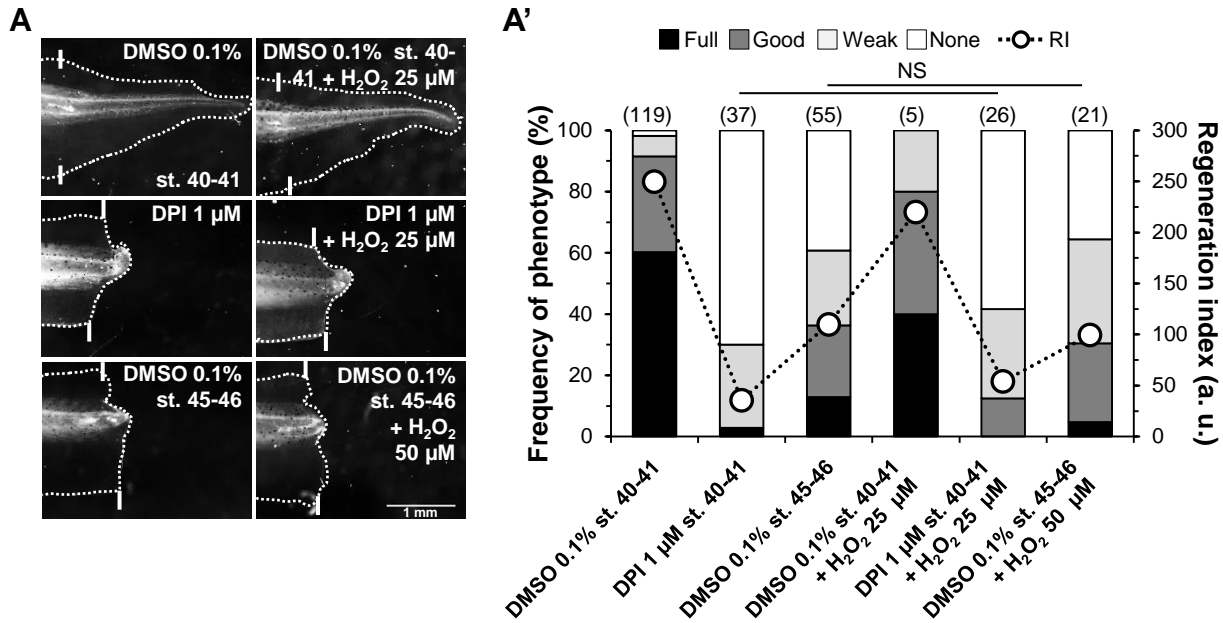 A
DMSO 0.1%
st. 40-41
DMSO 0.1% st. 40-
41 + H₂O₂ 25 µM
DPI 1 µM
DPI 1 µM
+ H₂O₂ 25 µM
DMSO 0.1%
st. 45-46
DMSO 0.1%
st. 45-46
+ H₂O₂
50 µM
1 mm
A'
Full Good Weak None RI
NS
(119) (37) (55) (5) (26) (21)
Frequency of phenotype (%)
100
80
60
40
20
0
300
250
200
150
100
50
0
Regeneration index (a. u.)
DMSO 0.1% st. 40-41
DPI 1 µM st. 40-41
DMSO 0.1% st. 45-46
DMSO 0.1% st. 40-41
+ H₂O₂ 25 µM
DPI 1 µM st. 40-41
+ H₂O₂ 25 µM
DMSO 0.1% st. 45-46
+ H₂O₂ 50 µM